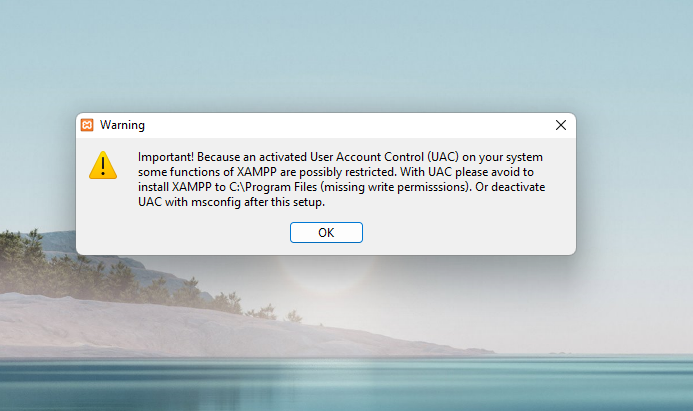 Warning
Important! Because an activated User Account Control (UAC) on your system
some functions of XAMPP are possibly restricted. With UAC please avoid to
install XAMPP to C:\Program Files (missing write permisssions). Or deactivate
UAC with msconfig after this setup.
OK